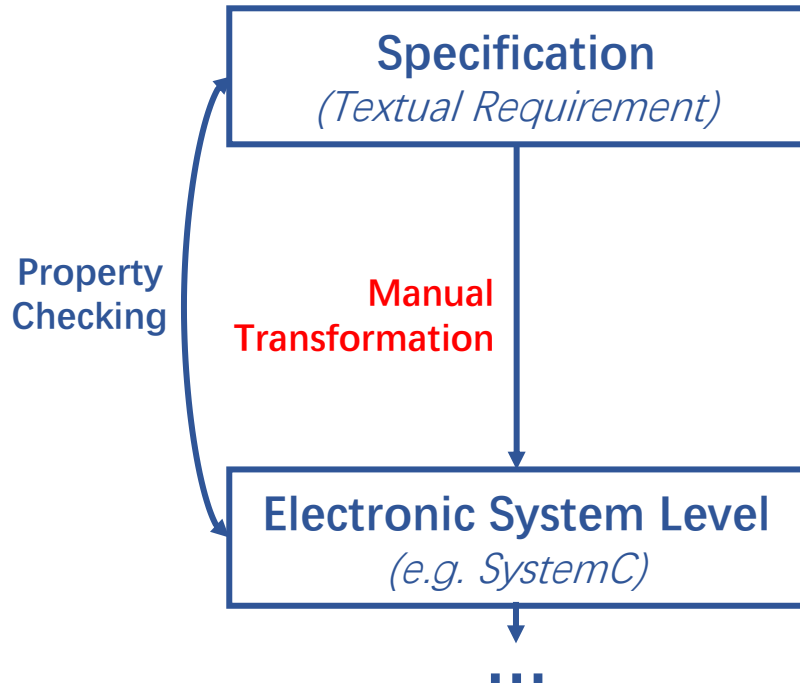 Specification
(Textual Requirement)
Property
Checking
Manual
Transformation
Electronic System Level
(e.g. SystemC)
...